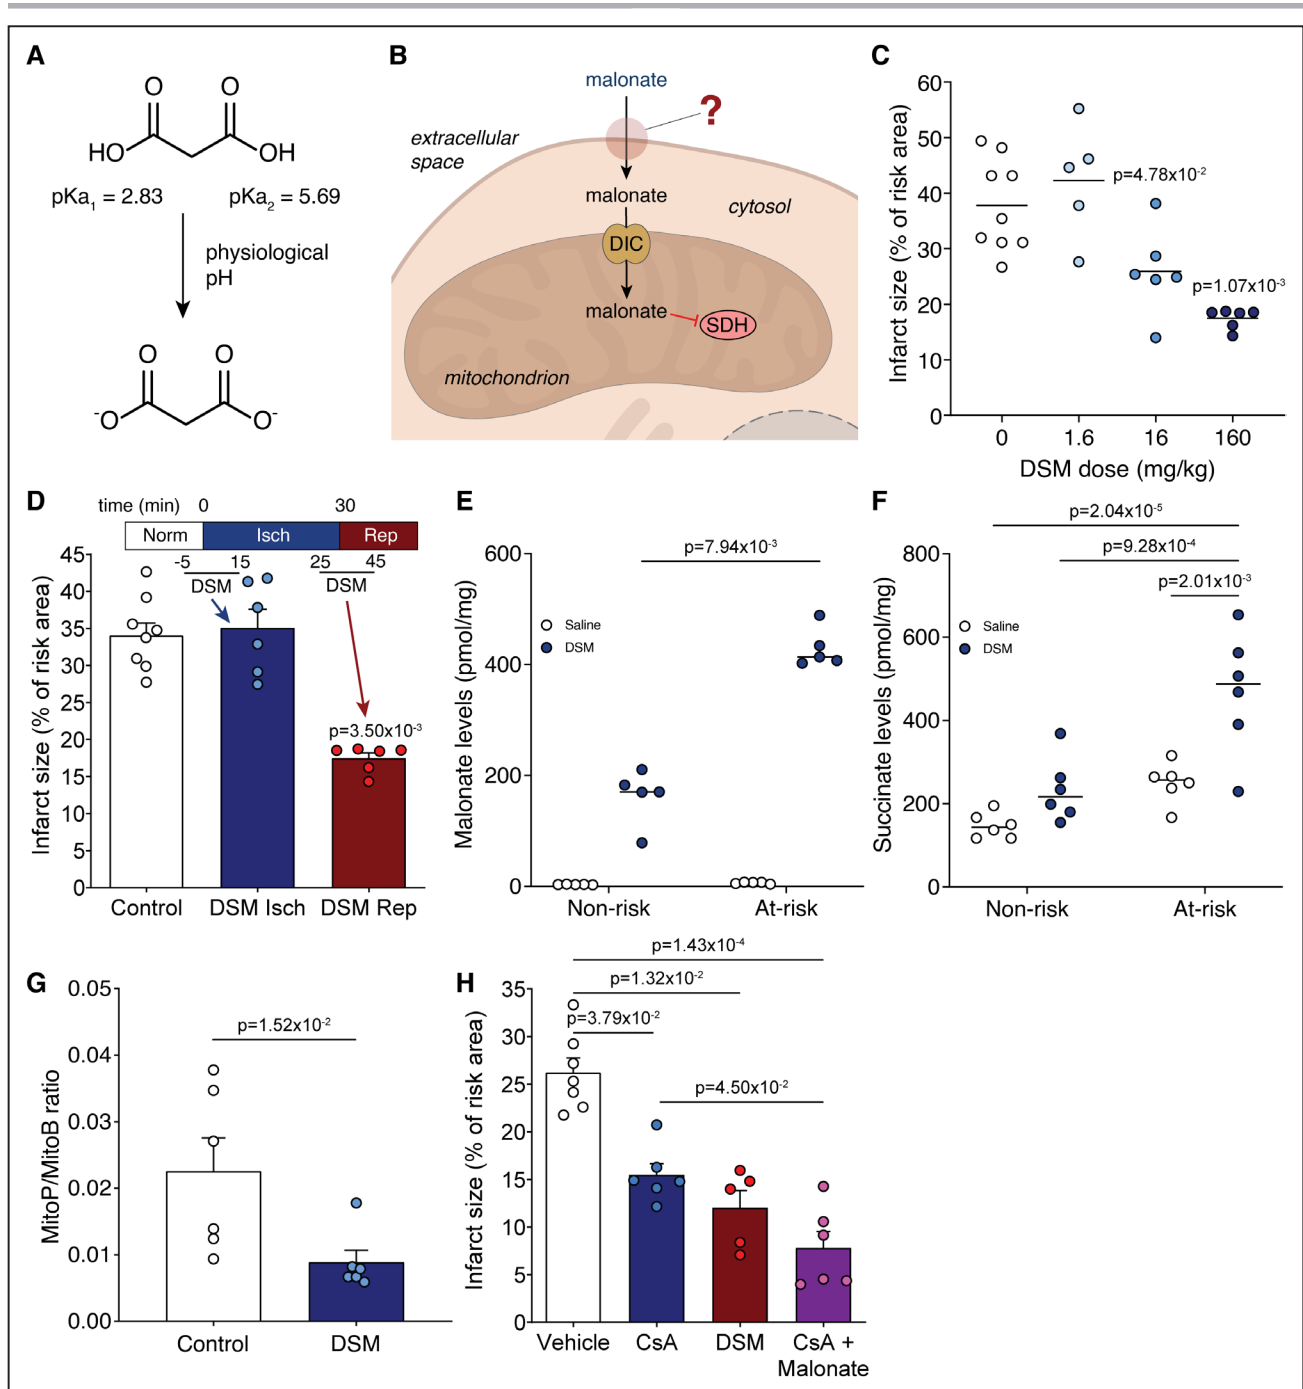 A
O O
HO OH
pKa1 = 2.83 pKa2 = 5.69
physiological
pH
O O
-O O-
B
malonate
?
extracellular
space
malonate
cytosol
DIC
malonate
SDH
mitochondrion
C
Infarct size (% of risk area)
60
50
40
30
20
10
0
p=4.78x10-2
p=1.07x10-3
0 1.6 16 160
DSM dose (mg/kg)
D
time (min) 0 30
Norm Isch Rep
-5 15 25 45
DSM DSM
Infarct size (% of risk area)
45
40
35
30
25
20
15
10
5
0
p=3.50x10-3
Control DSM Isch DSM Rep
E
Malonate levels (pmol/mg)
600
400
200
0
p=7.94x10-3
Saline
DSM
Non-risk At-risk
F
Succinate levels (pmol/mg)
800
600
400
200
0
p=2.04x10-5
p=9.28x10-4
p=2.01x10-3
Saline
DSM
Non-risk At-risk
G
MitoP/MitoB ratio
0.05
0.04
0.03
0.02
0.01
0.00
p=1.52x10-2
Control DSM
H
Infarct size (% of risk area)
35
30
25
20
15
10
5
0
p=1.43x10-4
p=1.32x10-2
p=3.79x10-2
p=4.50x10-2
Vehicle CsA DSM CsA +
Malonate